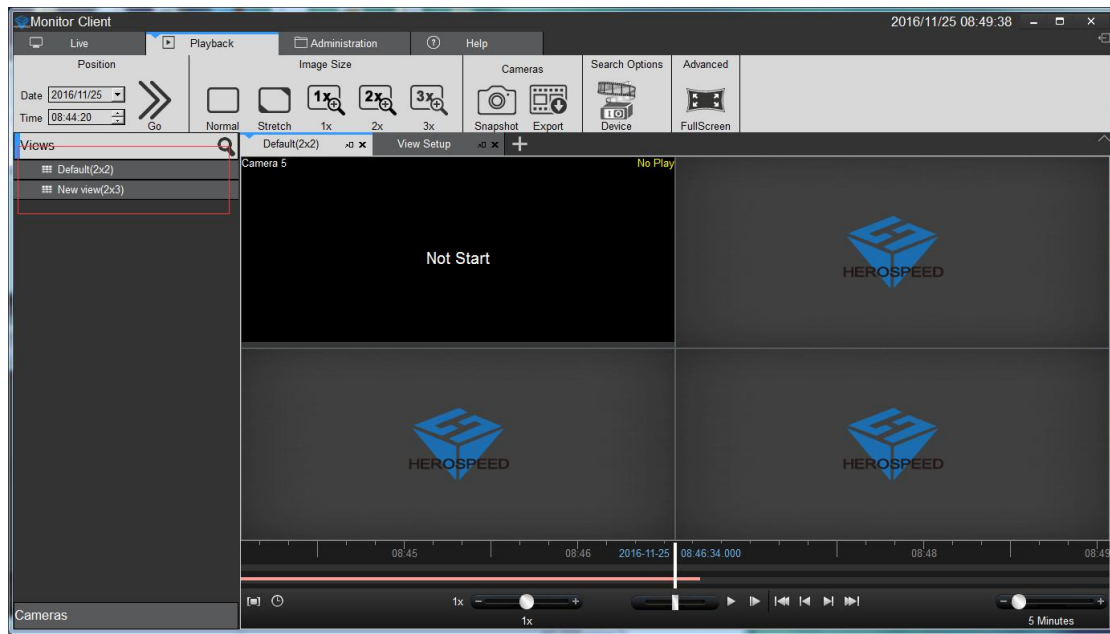 Monitor Client 2016/11/25 08:49:38
Live Playback Administration Help
Position Image Size Cameras Search Options Advanced
Date 2016/11/25
Time 08:44:20 Go
1x 2x 3x
Normal Stretch 1x 2x 3x Snapshot Export Device FullScreen
Views Default(2x2) View Setup
Default(2x2)
New view(2x3)
Camera 5 No Play
Not Start
HEROSPEED
HEROSPEED
HEROSPEED
08:45 08:46 2016-11-25 08:46:34.000 08:48 08:49
1x
1x 5 Minutes
Cameras